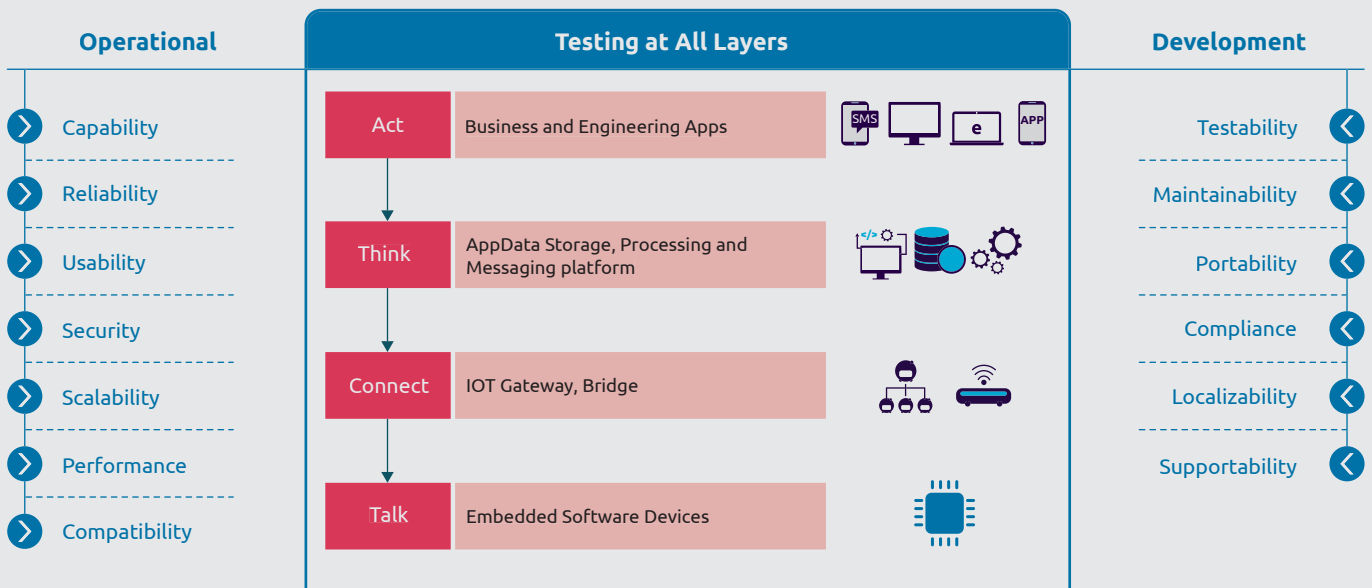 Operational
Capability
Reliability
Usability
Security
Scalability
Performance
Compatibility
Testing at All Layers
Act
Business and Engineering Apps
SMS
e
APP
Think
AppData Storage, Processing and
Messaging platform
</>
Connect
IOT Gateway, Bridge
Talk
Embedded Software Devices
Development
Testability
Maintainability
Portability
Compliance
Localizability
Supportability